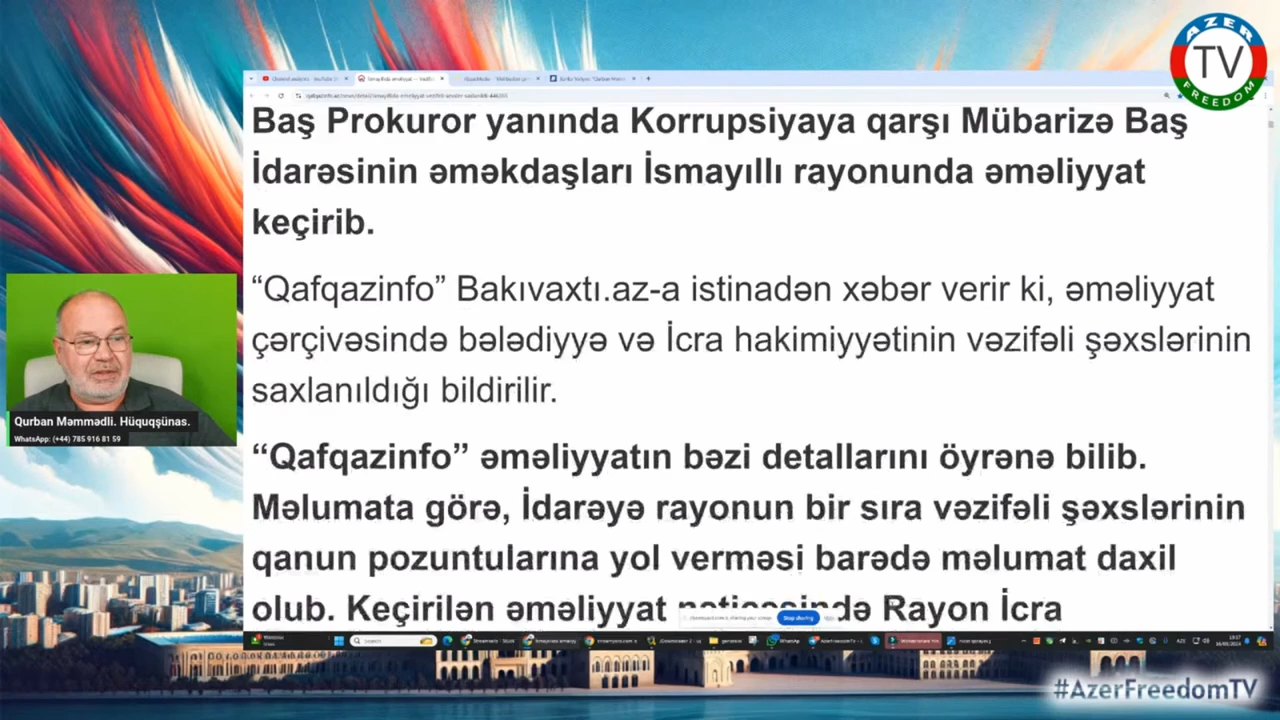 AZER
TV
FREEDOM
Baş Prokuror yanında Korrupsiyaya qarşı Mübarizə Baş
İdarəsinin əməkdaşları İsmayıllı rayonunda əməliyyat
keçirib.
“Qafqazinfo” Bakıvaxtı.az-a istinadən xəbər verir ki, əməliyyat
çərçivəsində bələdiyyə və İcra hakimiyyətinin vəzifəli şəxslərinin
saxlanıldığı bildirilir.
“Qafqazinfo” əməliyyatın bəzi detallarını öyrənə bilib.
Məlumata görə, İdarəyə rayonun bir sıra vəzifəli şəxslərinin
qanun pozuntularına yol verməsi barədə məlumat daxil
olub. Keçirilən əməliyyat nəticəsində Rayon İcra
Stop sharing
Search
Qurban Məmmədli. Hüquqşünas.
WhatsApp: (+44) 785 916 81 59
#AzerFreedomTV